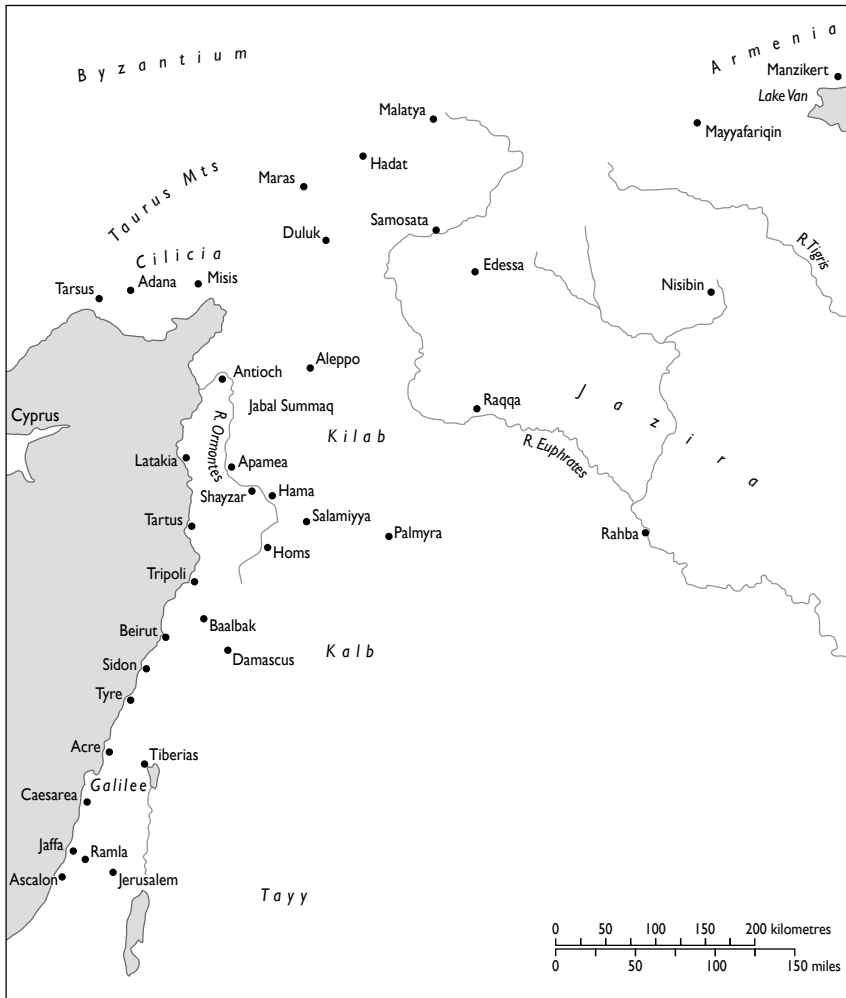 Byzantium
Armenia
Manzikert
Lake Van
Malatya
Mayyafariqin
Hadat
Maras
Taurus Mts
Samosata
Duluk
R. Tigris
Cilicia
Edessa
Misis
Adana
Tarsus
Nisibin
Aleppo
Antioch
Jabal Summaq
Raqqa
Jazira
Cyprus
R. Ormontes
Kilab
R. Euphrates
Latakia
Apamea
Shayzar
Hama
Salamiyya
Tartus
Palmyra
Rahba
Homs
Tripoli
Baalbak
Beirut
Kalb
Damascus
Sidon
Tyre
Acre
Tiberias
Galilee
Caesarea
Jaffa
Ramla
Ascalon
Jerusalem
Tayy
0 50 100 150 200 kilometres
0 50 100 150 miles